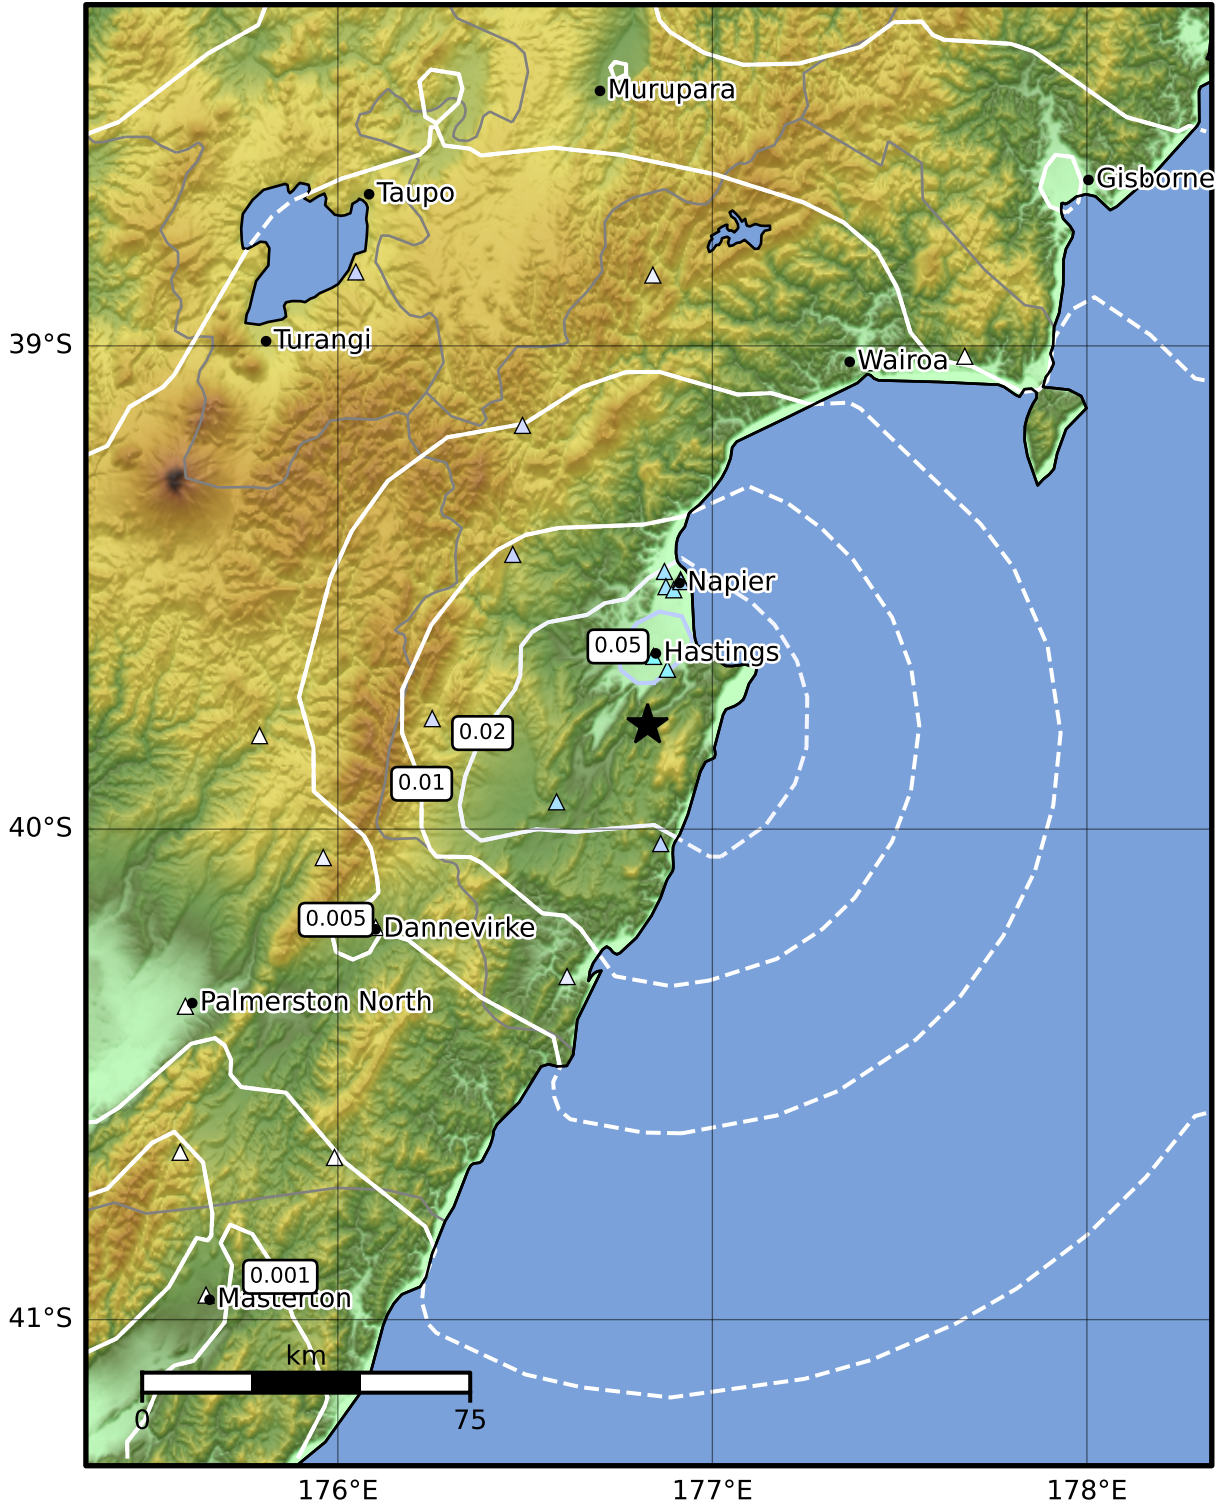 Murupara
Gisborne
Taupo
39°S
Turangi
Wairoa
Napier
0.05
Hastings
0.02
0.01
40°S
0.005
Dannevirke
Palmerston North
0.001
Masterton
41°S
km
0
75
176°E
177°E
178°E